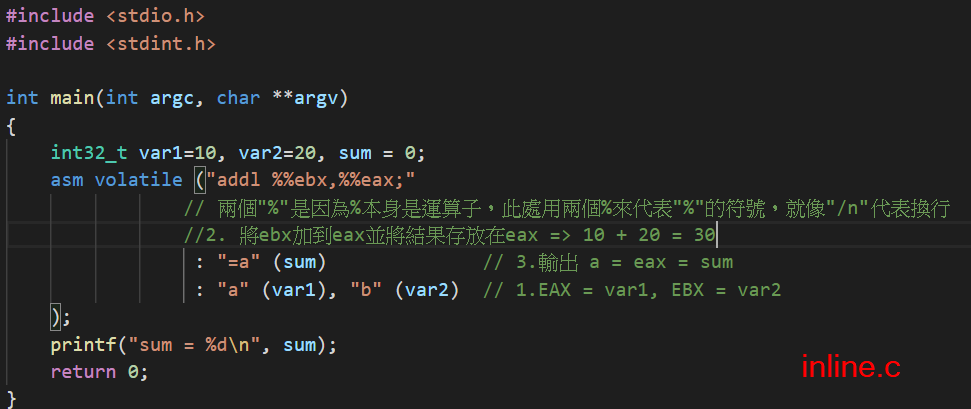 #include <stdio.h>
#include <stdint.h>
int main(int argc, char **argv)
{
int32_t var1=10, var2=20, sum = 0;
asm volatile ("addl %%ebx,%%eax;"
// 兩個"%"是因為%本身是運算子，此處用兩個%來代表"%"的符號，就像"/n"代表換行
//2. 將ebx加到eax並將結果存放在eax => 10 + 20 = 30
: "=a" (sum) // 3.輸出 a = eax = sum
: "a" (var1), "b" (var2) // 1.EAX = var1, EBX = var2
);
printf("sum = %d\n", sum);
return 0;
inline.c
}